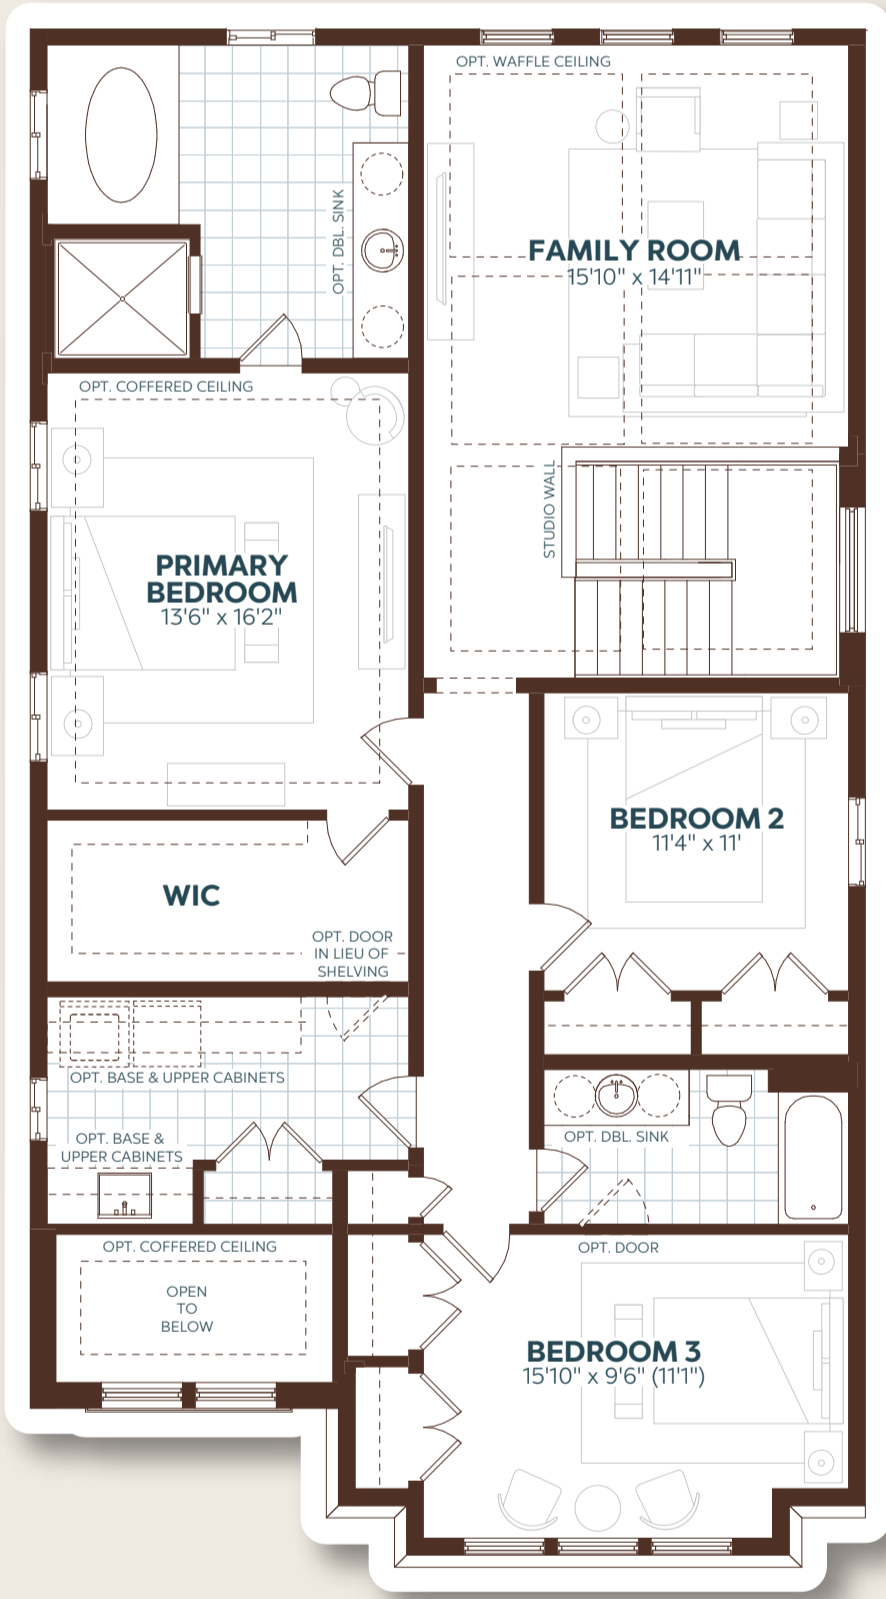 OPT. WAFFLE CEILING
OPT. DBL. SINK
FAMILY ROOM
15'10" x 14'11"
OPT. COFFERED CEILING
STUDIO WALL
PRIMARY
BEDROOM
13'6" x 16'2"
BEDROOM 2
11'4" x 11'
WIC
OPT. DOOR
IN LIEU OF
SHELVING
OPT. BASE & UPPER CABINETS
OPT. BASE &
UPPER CABINETS
OPT. DBL. SINK
OPT. COFFERED CEILING
OPT. DOOR
OPEN
TO
BELOW
BEDROOM 3
15'10" x 9'6" (11'1")